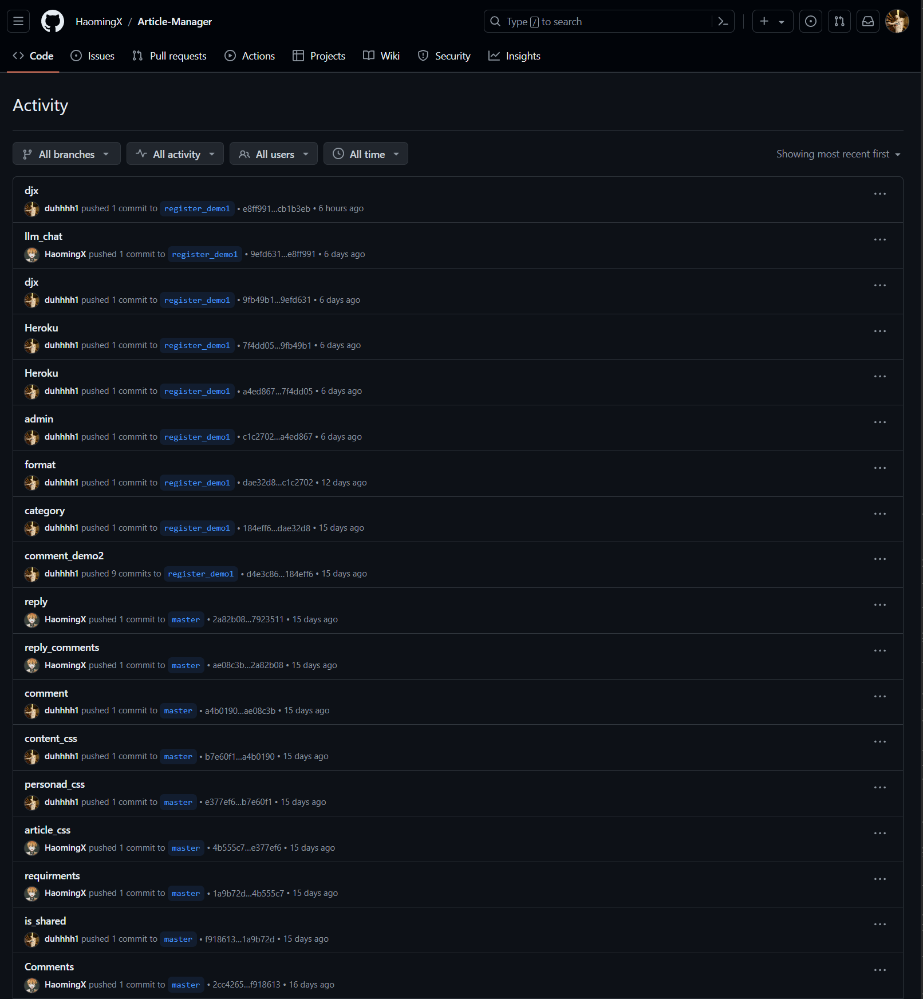 HaomingX / Article-Manager
Type / to search
Code Issues Pull requests Actions Projects Wiki Security Insights
Activity
All branches All activity All users All time Showing most recent first
djx
duhhhh1 pushed 1 commit to register_demo1 • e8ff991...cb1b3eb • 6 hours ago
llm_chat
HaomingX pushed 1 commit to register_demo1 • 9efd631...e8ff991 • 6 days ago
djx
duhhhh1 pushed 1 commit to register_demo1 • 9fb49b1...9efd631 • 6 days ago
Heroku
duhhhh1 pushed 1 commit to register_demo1 • 7f4dd05...9fb49b1 • 6 days ago
Heroku
duhhhh1 pushed 1 commit to register_demo1 • a4ed867...7f4dd05 • 6 days ago
admin
duhhhh1 pushed 1 commit to register_demo1 • c1c2702...a4ed867 • 6 days ago
format
duhhhh1 pushed 1 commit to register_demo1 • dae32d8...c1c2702 • 12 days ago
category
duhhhh1 pushed 1 commit to register_demo1 • 184eff6...dae32d8 • 15 days ago
comment_demo2
duhhhh1 pushed 9 commits to register_demo1 • d4e3c86...184eff6 • 15 days ago
reply
HaomingX pushed 1 commit to master • 2a82b08...7923511 • 15 days ago
reply_comments
HaomingX pushed 1 commit to master • ae08c3b...2a82b08 • 15 days ago
comment
duhhhh1 pushed 1 commit to master • a4b0190...ae08c3b • 15 days ago
content_css
duhhhh1 pushed 1 commit to master • b7e60f1...a4b0190 • 15 days ago
personad_css
duhhhh1 pushed 1 commit to master • e377ef6...b7e60f1 • 15 days ago
article_css
HaomingX pushed 1 commit to master • 4b555c7...e377ef6 • 15 days ago
requirments
HaomingX pushed 1 commit to master • 1a9b72d...4b555c7 • 15 days ago
is_shared
duhhhh1 pushed 1 commit to master • f918613...1a9b72d • 15 days ago
Comments
HaomingX pushed 1 commit to master • 2cc4265...f918613 • 16 days ago